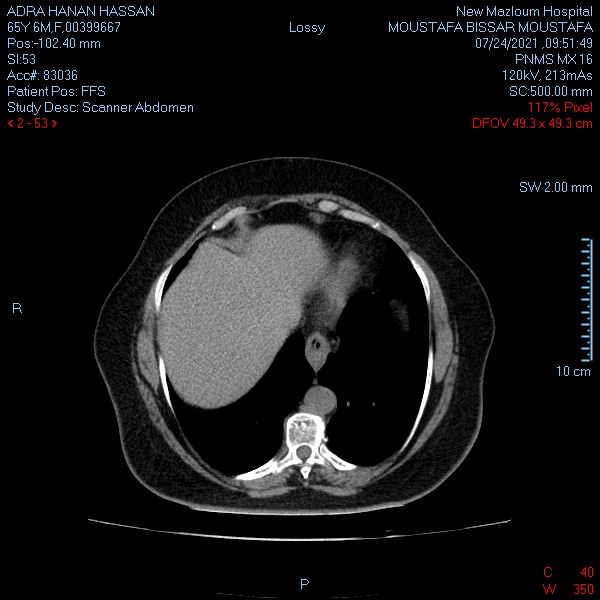 ADRA HANAN HASSAN
65Y 6M,F,00399667
Pos:-102.40 mm
SI:53
Acc#: 83036
Patient Pos: FFS
Study Desc: Scanner Abdomen
< 2 - 53 >
Lossy
New Mazloum Hospital
MOUSTAFA BISSAR MOUSTAFA
07/24/2021 ,09:51:49
PNMS MX 16
120kV, 213mAs
SC:500.00 mm
117% Pixel
DFOV 49.3 x 49.3 cm
SW 2.00 mm
R
10 cm
P
C 40
W 350